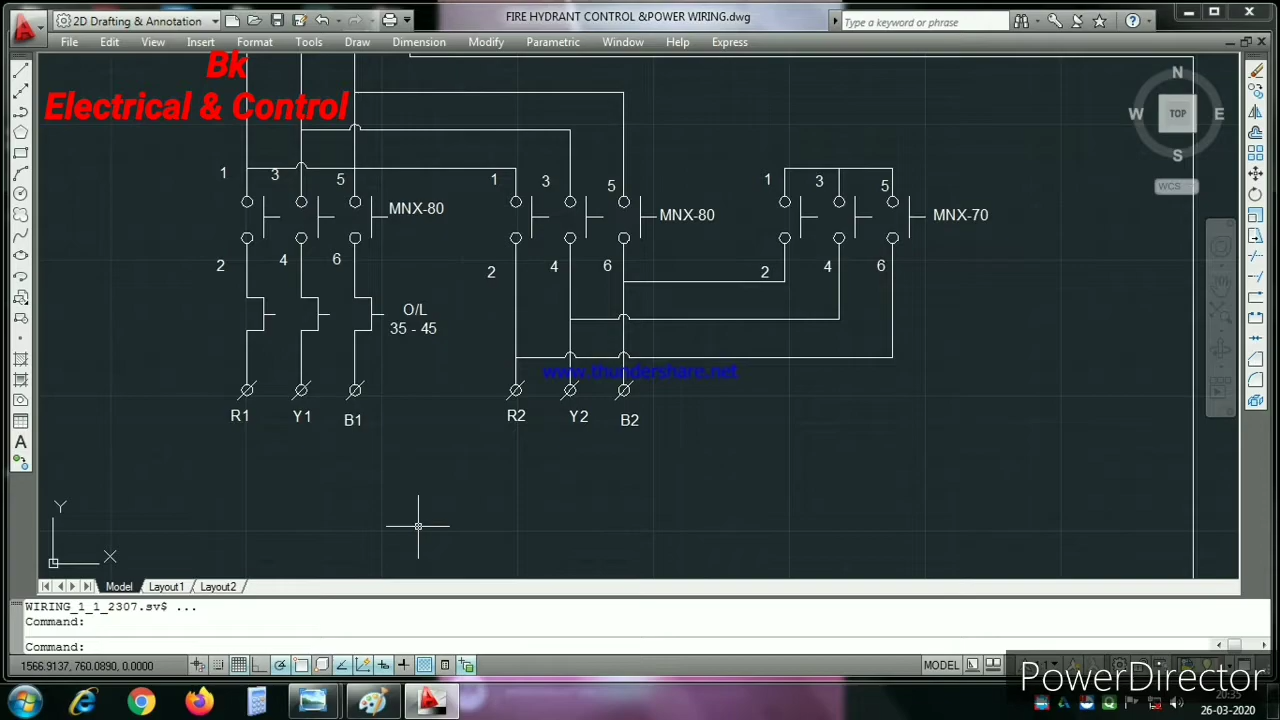 2D Drafting & Annotation
FIRE HYDRANT CONTROL &POWER WIRING.dwg
Type a keyword or phrase
File Edit View Insert Format Tools Draw Dimension Modify Parametric Window Help Express
Bk
Electrical & Control
N
W TOP E
S
WCS
1 3 5 MNX-80
1 3 5 MNX-80
1 3 5 MNX-70
2 4 6
2 4 6
2 4 6
O/L
35 - 45
www.thundershare.net
R1 Y1 B1 R2 Y2 B2
Y
X
Model Layout1 Layout2
WIRING_1_1_2307.sv$ ...
Command:
Command:
1566.9137, 760.0890, 0.0000
MODEL
PowerDirector
20:35
26-03-2020